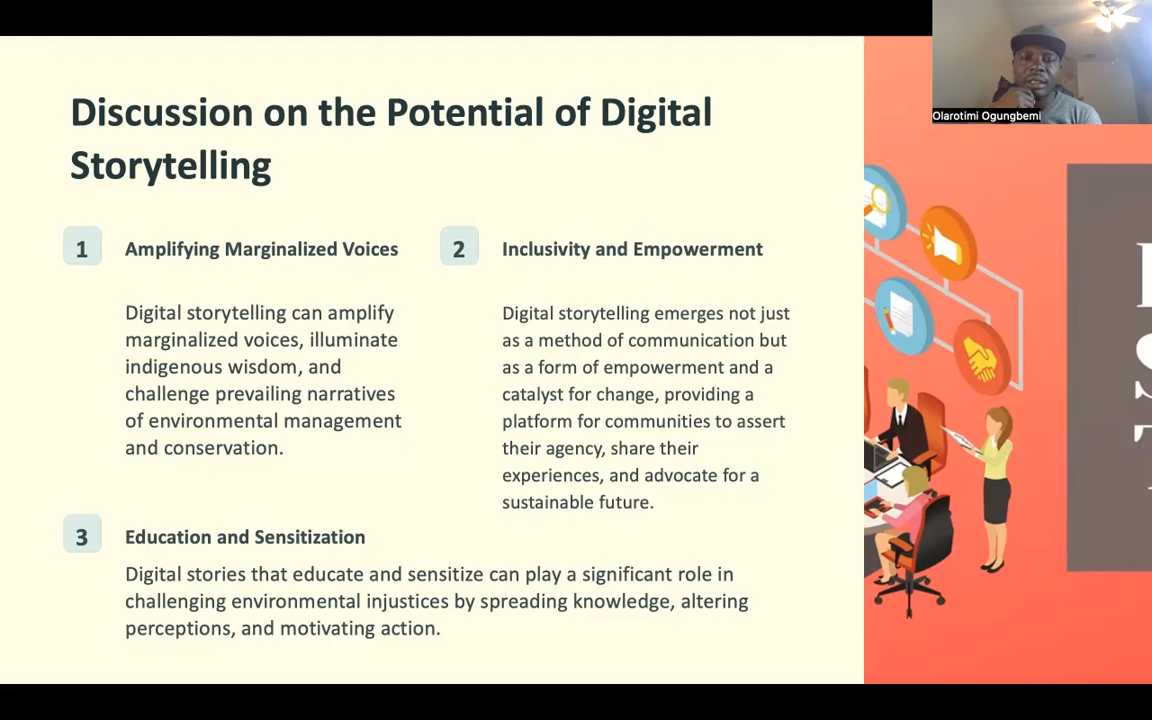 Discussion on the Potential of Digital
Storytelling
1
Amplifying Marginalized Voices
Digital storytelling can amplify
marginalized voices, illuminate
indigenous wisdom, and
challenge prevailing narratives
of environmental management
and conservation.
2
Inclusivity and Empowerment
Digital storytelling emerges not just
as a method of communication but
as a form of empowerment and a
catalyst for change, providing a
platform for communities to assert
their agency, share their
experiences, and advocate for a
sustainable future.
3
Education and Sensitization
Digital stories that educate and sensitize can play a significant role in
challenging environmental injustices by spreading knowledge, altering
perceptions, and motivating action.
Olarotimi Ogungbemi